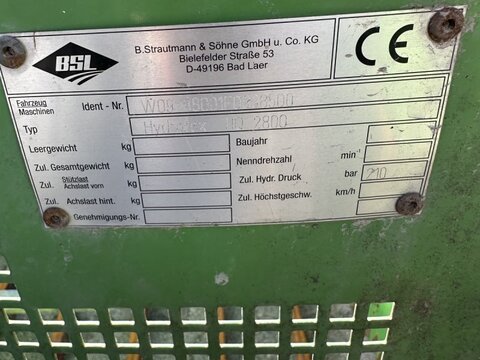 BSL
B.Strautmann & Söhne GmbH u. Co. KG
Bielefelder Straße 53
D-49196 Bad Laer
CE
Fahrzeug
Maschinen
Ident - Nr.
Typ 2800
Leergewicht kg
Zul. Gesamtgewicht kg
Zul. Stützlast
Achslast vorn kg
Zul. Achslast hint. kg
Genehmigungs-Nr.
Baujahr
Nenndrehzahl min⁻¹
Zul. Hydr. Druck bar 210
Zul. Höchstgeschw. km/h